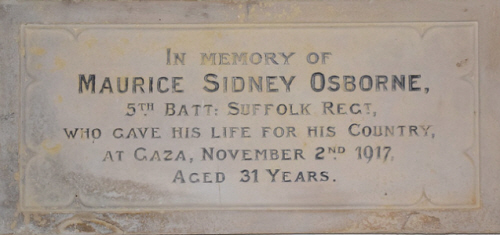 In memory of
Maurice Sidney Osborne,
5th Batt: Suffolk Regt,
who gave his life for his Country,
at Gaza, November 2nd 1917,
Aged 31 Years.